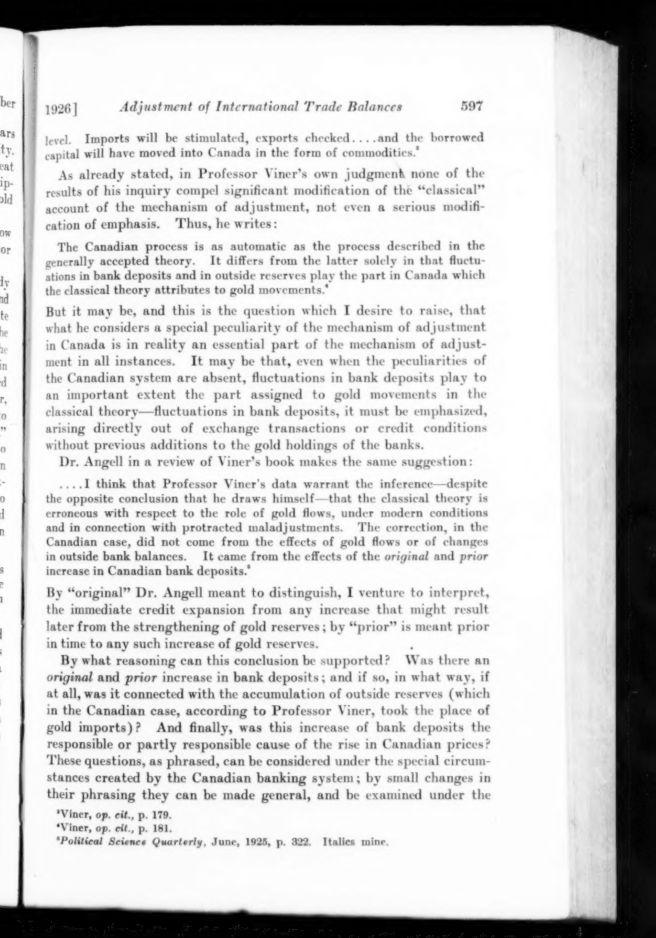 1926] Adjustment of International Trade Balances 597
level. Imports will be stimulated, exports checked....and the borrowed
capital will have moved into Canada in the form of commodities.³
As already stated, in Professor Viner's own judgment none of the
results of his inquiry compel significant modification of the "classical"
account of the mechanism of adjustment, not even a serious modifi-
cation of emphasis. Thus, he writes:
The Canadian process is as automatic as the process described in the
generally accepted theory. It differs from the latter solely in that fluctu-
ations in bank deposits and in outside reserves play the part in Canada which
the classical theory attributes to gold movements.⁴
But it may be, and this is the question which I desire to raise, that
what he considers a special peculiarity of the mechanism of adjustment
in Canada is in reality an essential part of the mechanism of adjust-
ment in all instances. It may be that, even when the peculiarities of
the Canadian system are absent, fluctuations in bank deposits play to
an important extent the part assigned to gold movements in the
classical theory—fluctuations in bank deposits, it must be emphasized,
arising directly out of exchange transactions or credit conditions
without previous additions to the gold holdings of the banks.
Dr. Angell in a review of Viner's book makes the same suggestion:
....I think that Professor Viner's data warrant the inference—despite
the opposite conclusion that he draws himself—that the classical theory is
erroneous with respect to the role of gold flows, under modern conditions
and in connection with protracted maladjustments. The correction, in the
Canadian case, did not come from the effects of gold flows or of changes
in outside bank balances. It came from the effects of the original and prior
increase in Canadian bank deposits.⁵
By "original" Dr. Angell meant to distinguish, I venture to interpret,
the immediate credit expansion from any increase that might result
later from the strengthening of gold reserves; by "prior" is meant prior
in time to any such increase of gold reserves.
By what reasoning can this conclusion be supported? Was there an
original and prior increase in bank deposits; and if so, in what way, if
at all, was it connected with the accumulation of outside reserves (which
in the Canadian case, according to Professor Viner, took the place of
gold imports)? And finally, was this increase of bank deposits the
responsible or partly responsible cause of the rise in Canadian prices?
These questions, as phrased, can be considered under the special circum-
stances created by the Canadian banking system; by small changes in
their phrasing they can be made general, and be examined under the
³Viner, op. cit., p. 179.
⁴Viner, op. cit., p. 181.
⁵Political Science Quarterly, June, 1925, p. 322. Italics mine.